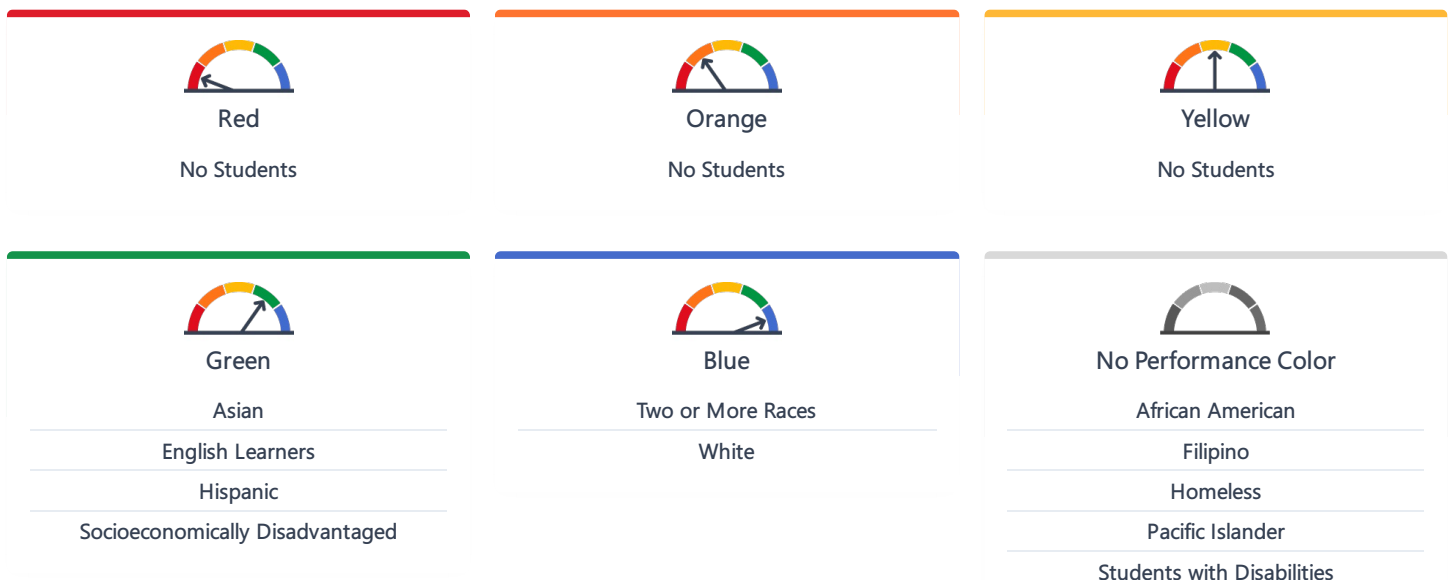 Red
No Students
Orange
No Students
Yellow
No Students
Green
Asian
English Learners
Hispanic
Socioeconomically Disadvantaged
Blue
Two or More Races
White
No Performance Color
African American
Filipino
Homeless
Pacific Islander
Students with Disabilities